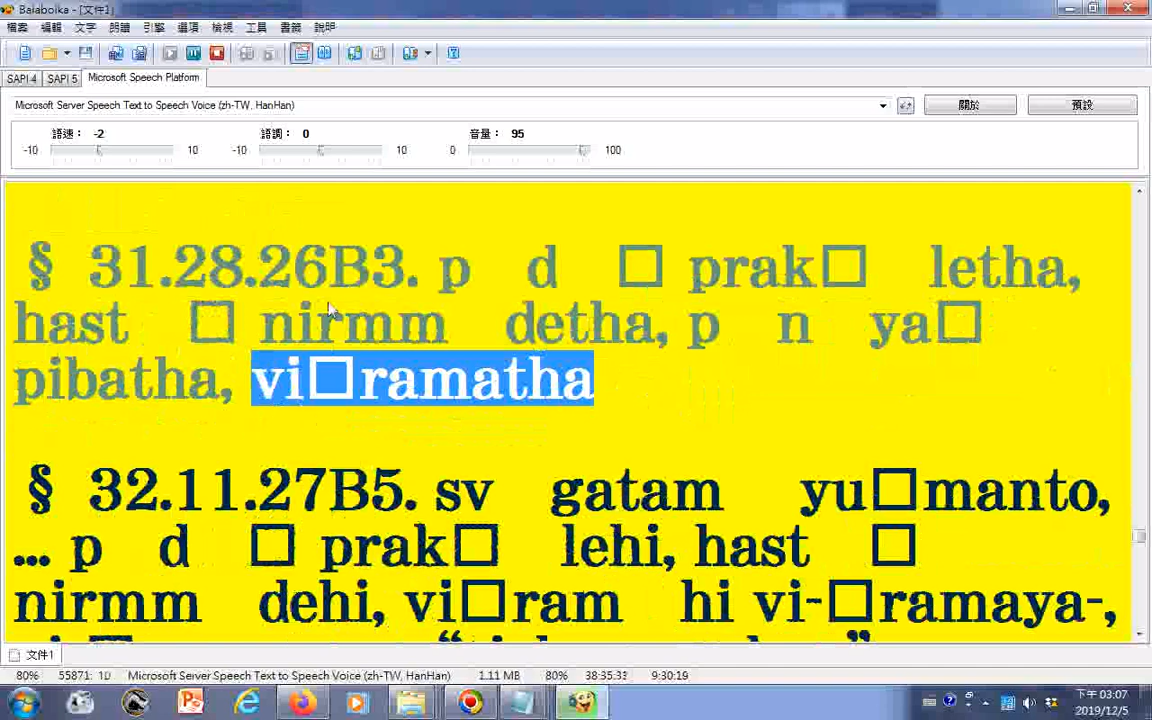 Balabolka - [文件1]
檔案 編輯 文字 朗讀 引擎 選項 檢視 工具 書籤 說明
SAPI 4 SAPI 5 Microsoft Speech Platform
Microsoft Server Speech Text to Speech Voice (zh-TW, HanHan) 關於 預設
語速： -2 語調： 0 音量： 95
-10 10 -10 10 0 100
§ 31.28.26B3. p d □ prak□ letha,
hast □ nirmm detha, p n ya□
pibatha, vi□ramatha
§ 32.11.27B5. sv gatam yu□manto,
... p d □ prak□ lehi, hast □
nirmm dehi, vi□ram hi vi-□ramaya-,
文件1
80% 55871: 1 Microsoft Server Speech Text to Speech Voice (zh-TW, HanHan) 1.11 MB 80% 38:35.33 9:30:19
下午 03:07
2019/12/5